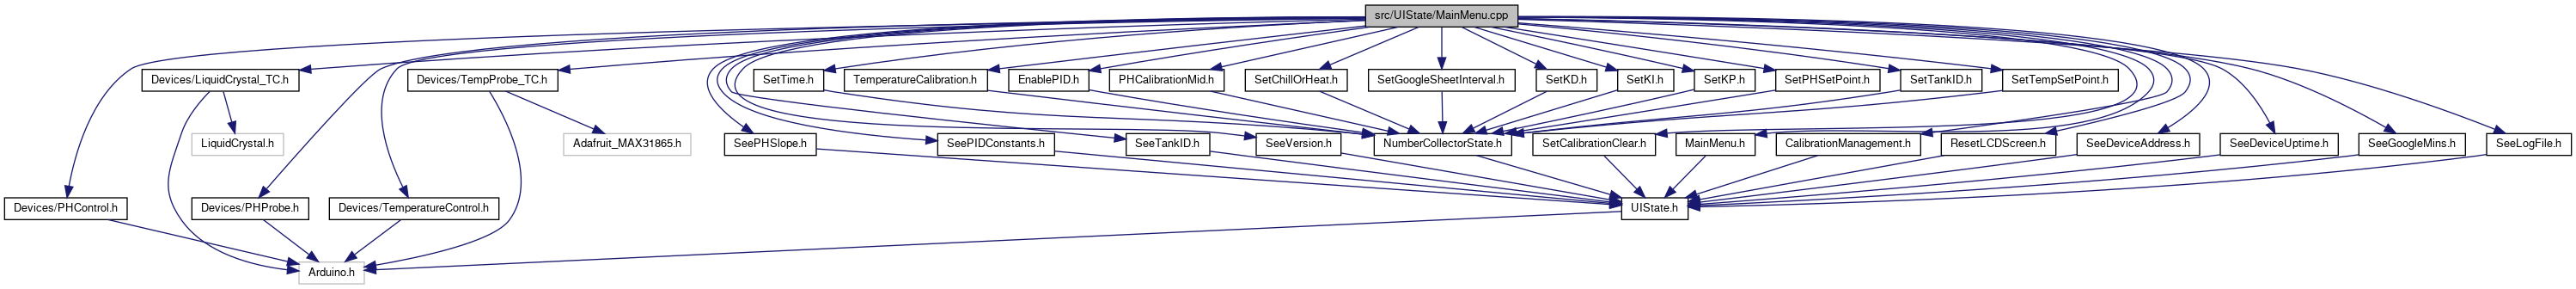 src/UIState/MainMenu.cpp
Devices/LiquidCrystal_TC.h
Devices/TempProbe_TC.h
SetTime.h
TemperatureCalibration.h
EnablePID.h
PHCalibrationMid.h
SetChillOrHeat.h
SetGoogleSheetInterval.h
SetKD.h
SetKI.h
SetKP.h
SetPHSetPoint.h
SetTankID.h
SetTempSetPoint.h
LiquidCrystal.h
Adafruit_MAX31865.h
SeePHSlope.h
SeePIDConstants.h
SeeTankID.h
SeeVersion.h
NumberCollectorState.h
SetCalibrationClear.h
MainMenu.h
CalibrationManagement.h
ResetLCDScreen.h
SeeDeviceAddress.h
SeeDeviceUptime.h
SeeGoogleMins.h
SeeLogFile.h
Devices/PHControl.h
Devices/PHProbe.h
Devices/TemperatureControl.h
UIState.h
Arduino.h